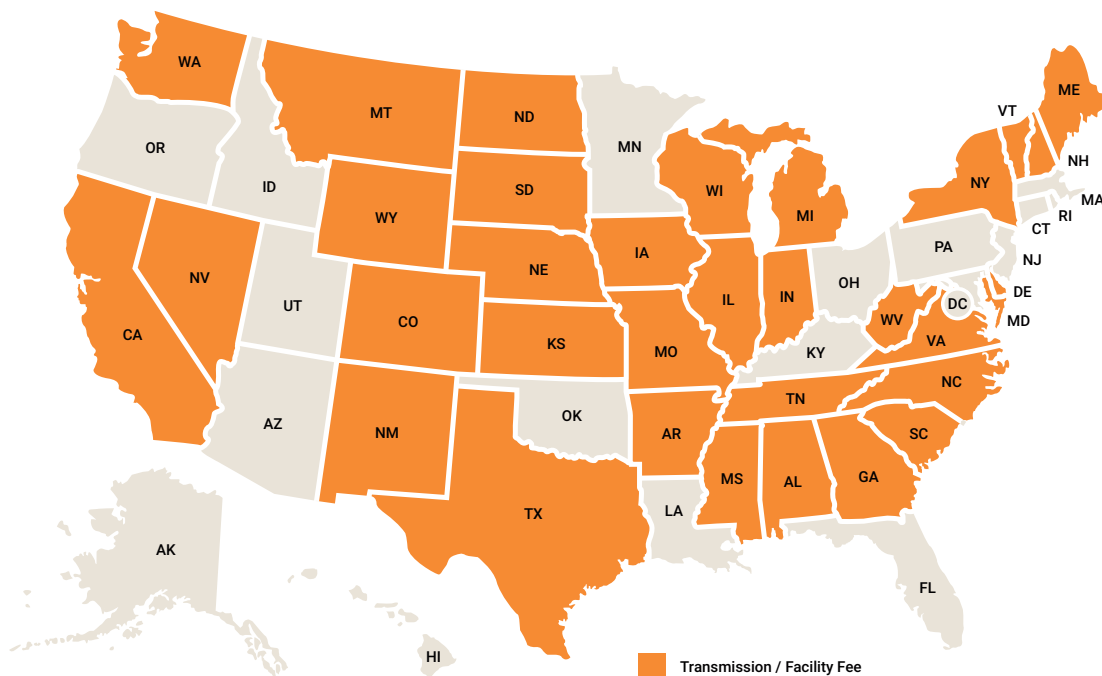 WA
MT
ND
MN
ME
VT
NH
OR
ID
SD
WI
NY
MA
RI
CT
WY
MI
IA
PA
NJ
NE
NV
UT
OH
IL
IN
DE
DC
MD
CA
CO
WV
VA
KS
MO
KY
NC
TN
AZ
NM
OK
AR
SC
MS
AL
GA
TX
LA
AK
FL
HI
Transmission / Facility Fee